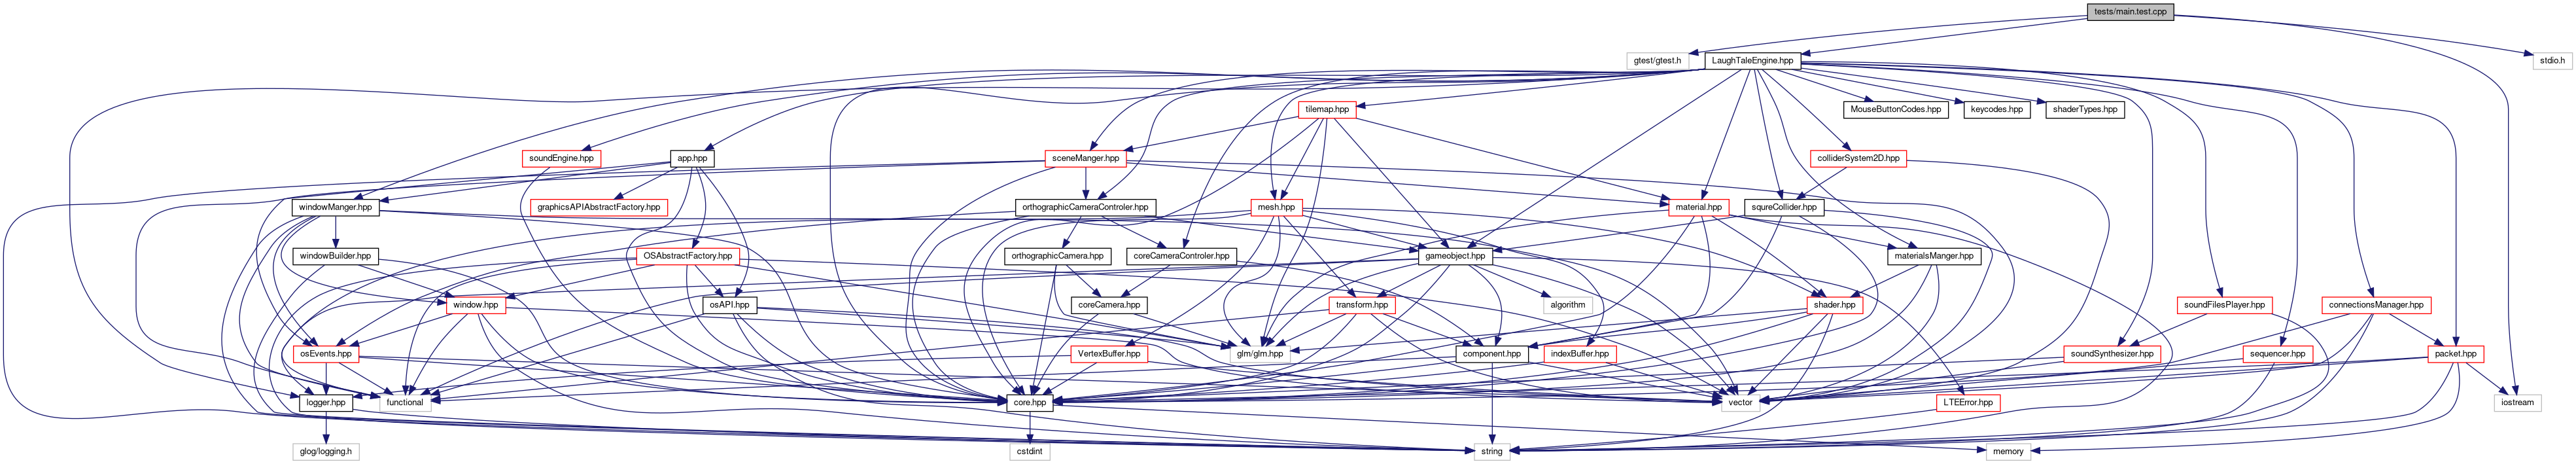 tests/main.test.cpp
gtest/gtest.h
LaughTaleEngine.hpp
stdio.h
tilemap.hpp
MouseButtonCodes.hpp
keycodes.hpp
shaderTypes.hpp
soundEngine.hpp
app.hpp
sceneManger.hpp
colliderSystem2D.hpp
windowManger.hpp
graphicsAPIAbstractFactory.hpp
orthographicCameraControler.hpp
mesh.hpp
material.hpp
squreCollider.hpp
windowBuilder.hpp
OSAbstractFactory.hpp
orthographicCamera.hpp
coreCameraControler.hpp
gameobject.hpp
materialsManger.hpp
window.hpp
osAPI.hpp
coreCamera.hpp
transform.hpp
algorithm
shader.hpp
soundFilesPlayer.hpp
connectionsManager.hpp
osEvents.hpp
VertexBuffer.hpp
glm/glm.hpp
component.hpp
indexBuffer.hpp
soundSynthesizer.hpp
sequencer.hpp
packet.hpp
logger.hpp
functional
core.hpp
vector
LTEError.hpp
iostream
glog/logging.h
cstdint
string
memory